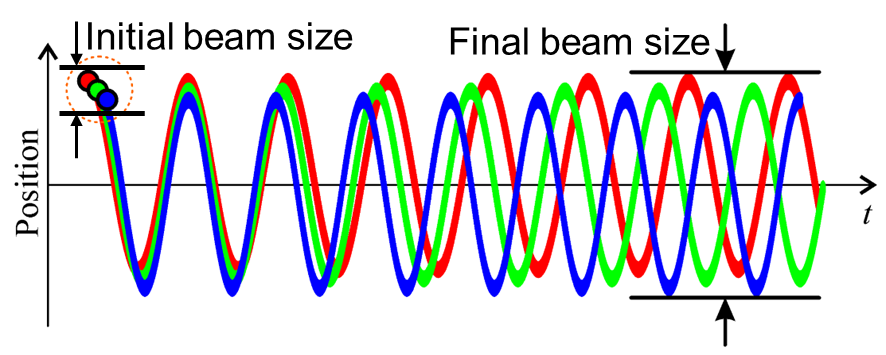 Initial beam size
Final beam size
Position
t